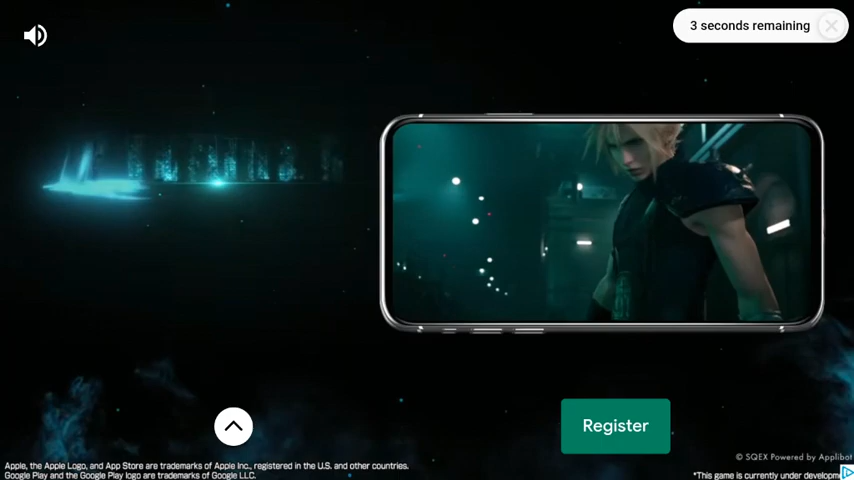 3 seconds remaining
Register
© SQEX Powered by Applibot
Apple, the Apple Logo, and App Store are trademarks of Apple Inc., registered in the U.S. and other countries.
Google Play and the Google Play logo are trademarks of Google LLC.
*This game is currently under developme